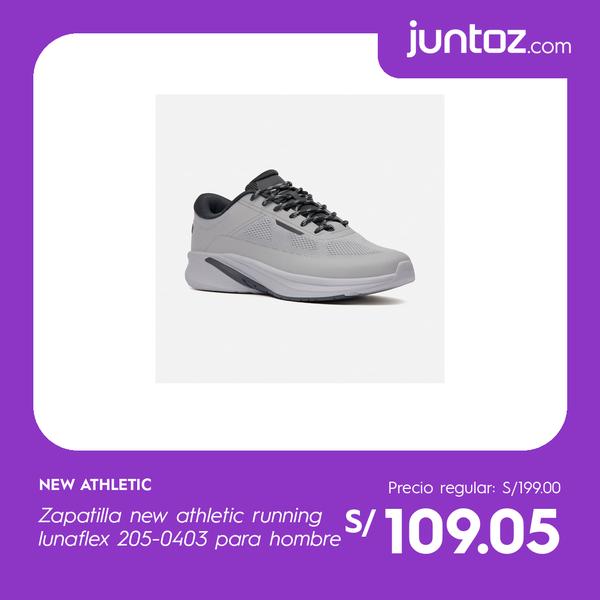 juntoz.com
NEW ATHLETIC
Zapatilla new athletic running
lunaflex 205-0403 para hombre
Precio regular: S/199.00
S/ 109.05